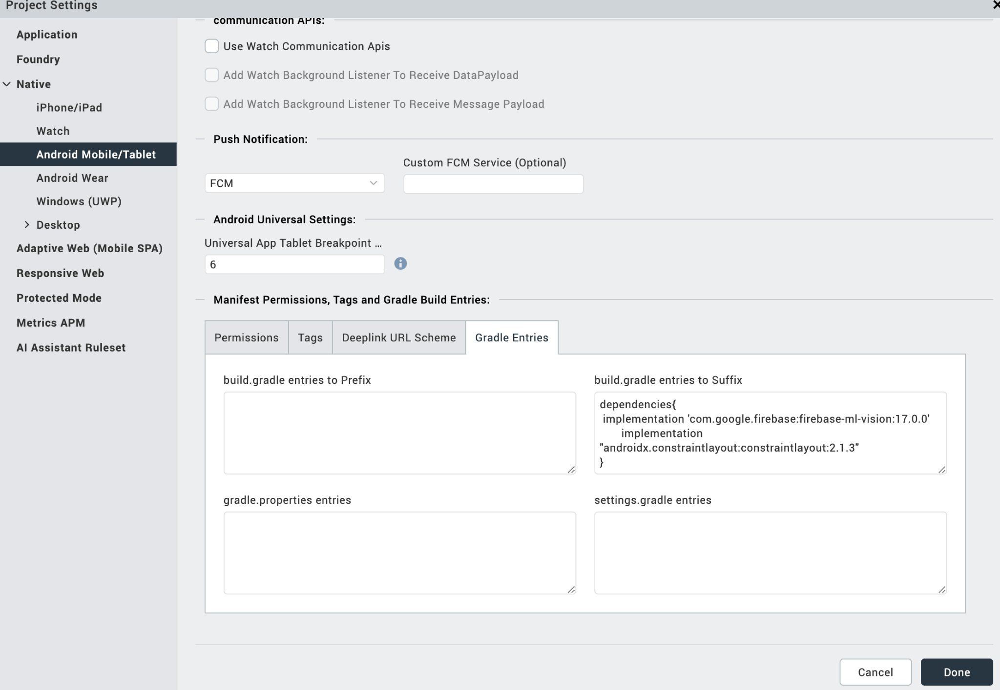 Project Settings
Application
Foundry
Native
iPhone/iPad
Watch
Android Mobile/Tablet
Android Wear
Windows (UWP)
Desktop
Adaptive Web (Mobile SPA)
Responsive Web
Protected Mode
Metrics APM
AI Assistant Ruleset
communication APIs:
Use Watch Communication Apis
Add Watch Background Listener To Receive DataPayload
Add Watch Background Listener To Receive Message Payload
Push Notification:
Custom FCM Service (Optional)
FCM
Android Universal Settings:
Universal App Tablet Breakpoint ...
6
Manifest Permissions, Tags and Gradle Build Entries:
Permissions
Tags
Deeplink URL Scheme
Gradle Entries
build.gradle entries to Prefix
build.gradle entries to Suffix
dependencies{
implementation 'com.google.firebase:firebase-ml-vision:17.0.0'
implementation
"androidx.constraintlayout:constraintlayout:2.1.3"
}
gradle.properties entries
settings.gradle entries
Cancel
Done